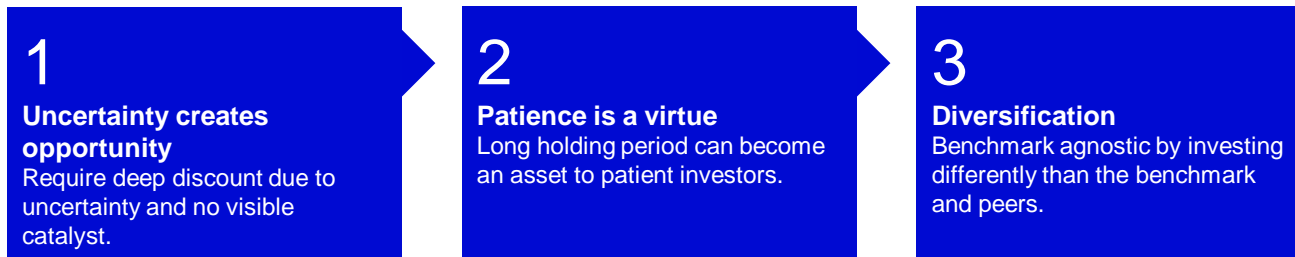 1
Uncertainty creates
opportunity
Require deep discount due to
uncertainty and no visible
catalyst.
2
Patience is a virtue
Long holding period can become
an asset to patient investors.
3
Diversification
Benchmark agnostic by investing
differently than the benchmark
and peers.